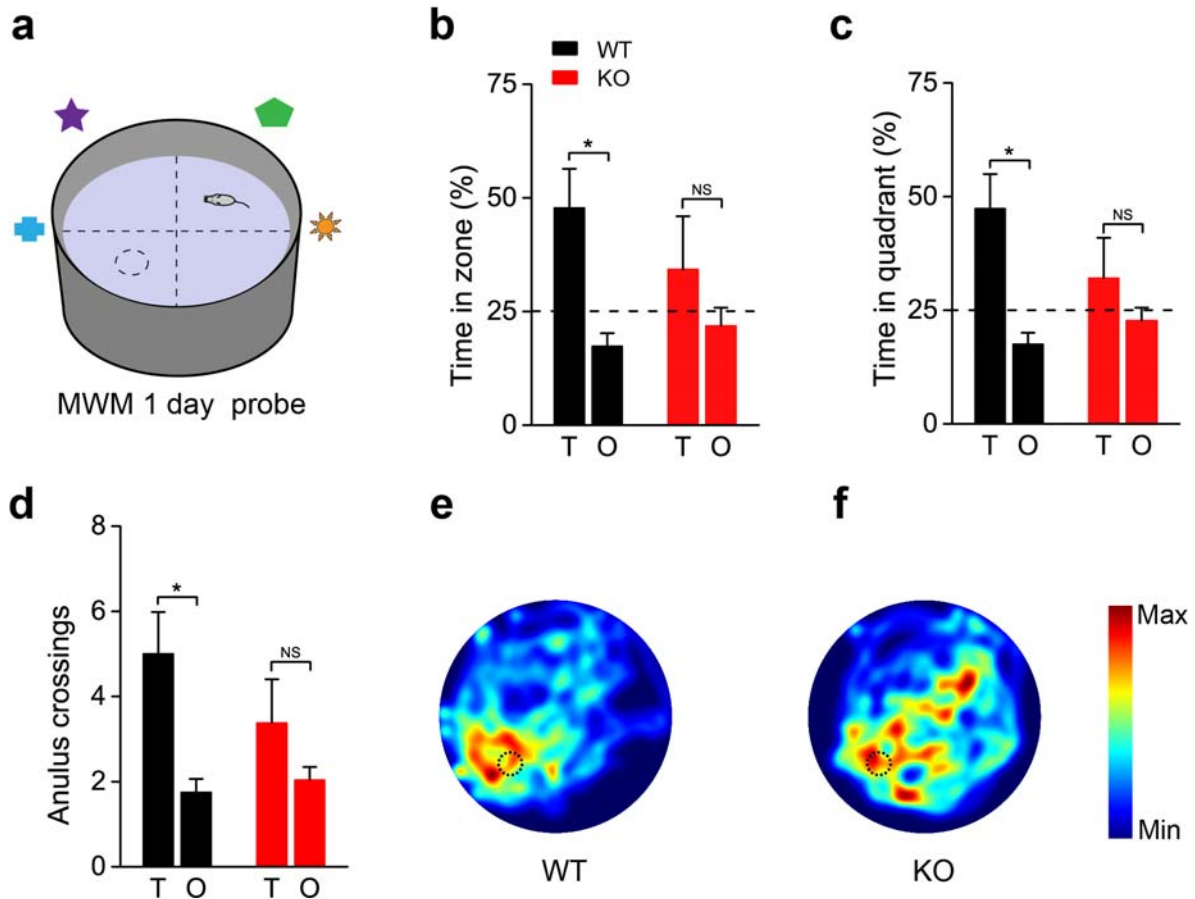 a
MWM 1 day probe
b
WT
KO
Time in zone (%)
75
50
25
0
*
NS
T O T O
c
Time in quadrant (%)
75
50
25
0
*
NS
T O T O
d
Anulus crossings
8
6
4
2
0
*
NS
T O T O
e
WT
f
KO
Max
Min